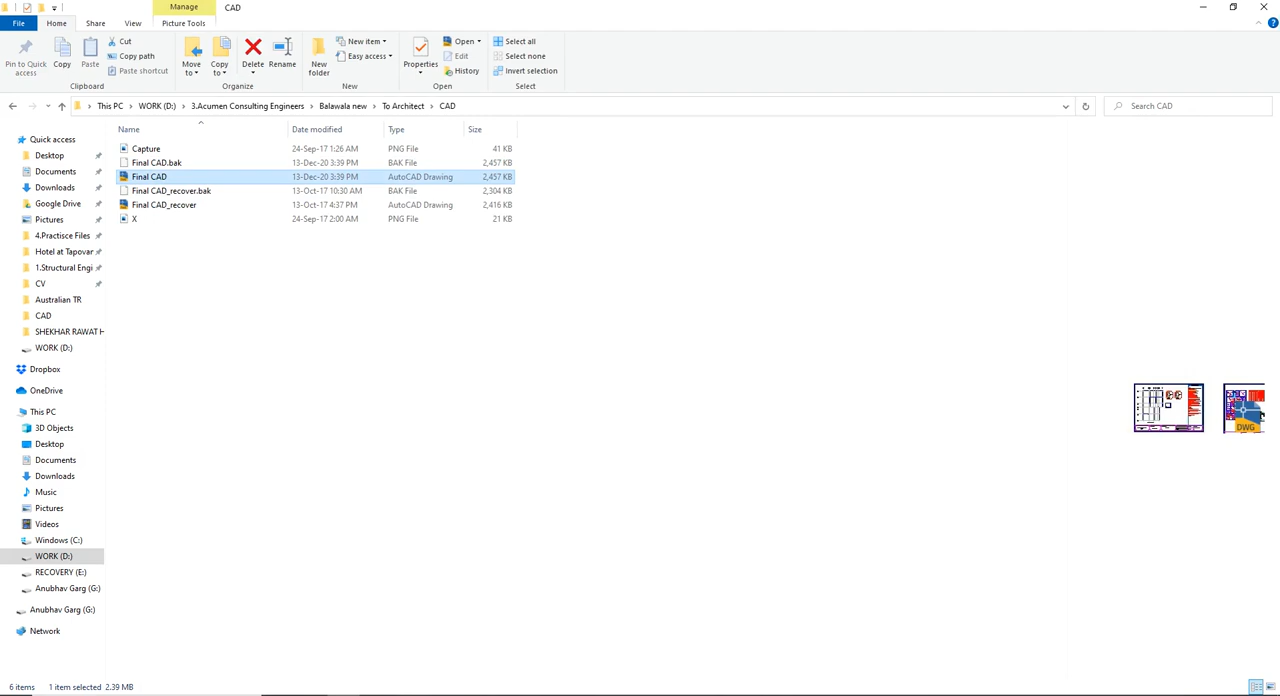 Manage
CAD
File
Home
Share
View
Picture Tools
Pin to Quick access
Copy
Paste
Cut
Copy path
Paste shortcut
Clipboard
Move to
Copy to
Delete
Rename
Organize
New folder
New item
Easy access
New
Properties
Open
Edit
History
Open
Select all
Select none
Invert selection
Select
This PC > WORK (D:) > 3.Acumen Consulting Engineers > Balawala new > To Architect > CAD
Search CAD
Name Date modified Type Size
Capture 24-Sep-17 1:26 AM PNG File 41 KB
Final CAD.bak 13-Dec-20 3:39 PM BAK File 2,457 KB
Final CAD 13-Dec-20 3:39 PM AutoCAD Drawing 2,457 KB
Final CAD_recover.bak 13-Oct-17 10:30 AM BAK File 2,304 KB
Final CAD_recover 13-Oct-17 4:37 PM AutoCAD Drawing 2,416 KB
X 24-Sep-17 2:00 AM PNG File 21 KB
Quick access
Desktop
Documents
Downloads
Google Drive
Pictures
4.Practisce Files
Hotel at Tapovar
1.Structural Engi
CV
Australian TR
CAD
SHEKHAR RAWAT H
WORK (D:)
Dropbox
OneDrive
This PC
3D Objects
Desktop
Documents
Downloads
Music
Pictures
Videos
Windows (C:)
WORK (D:)
RECOVERY (E:)
Anubhav Garg (G:)
Anubhav Garg (G:)
Network
DWG
6 items 1 item selected 2.39 MB